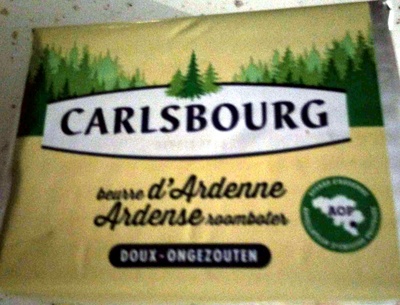 CARLSBOURG
beurre d'Ardenne
Ardense roomboter
AOP
DOUX-ONGEZOUTEN